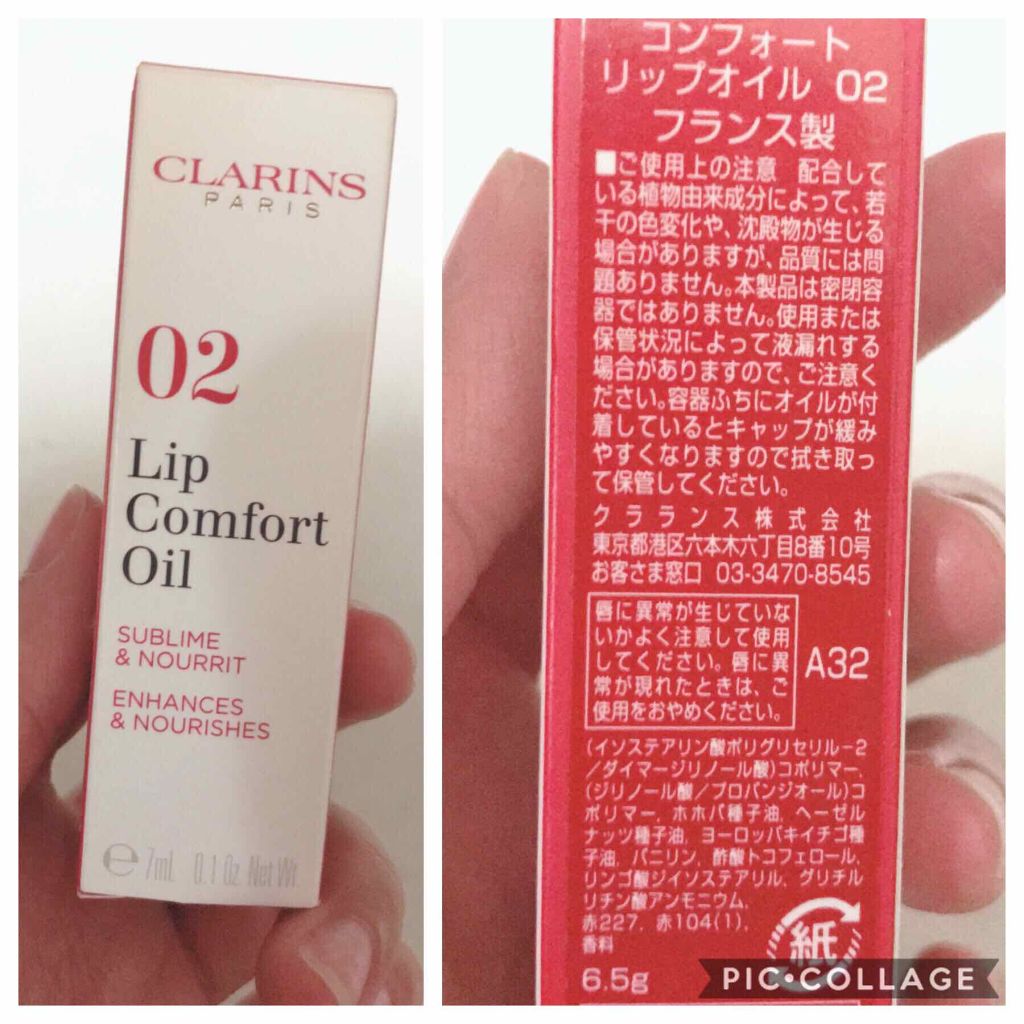 CLARINS
PARIS
02
Lip
Comfort
Oil
SUBLIME
& NOURRIT
ENHANCES
& NOURISHES
e 7mL 0.1 Oz. Net Wt.
コンフォート
リップオイル 02
フランス製
■ご使用上の注意 配合して
いる植物由来成分によって、若
干の色変化や、沈殿物が生じる
場合がありますが、品質には問
題ありません。本製品は密閉容
器ではありません。使用または
保管状況によって液漏れする
場合がありますので、ご注意く
ださい。容器ふちにオイルが付
着しているとキャップが緩み
やすくなりますので拭き取っ
て保管してください。
クラランス株式会社
東京都港区六本木六丁目8番10号
お客さま窓口 03-3470-8545
唇に異常が生じていな
いかよく注意して使用
してください。唇に異
常が現れたときは、ご
使用をおやめください。
A32
(イソステアリン酸ポリグリセリル-2
/ダイマージリノール酸)コポリマー,
(ジリノール酸/プロパンジオール)コ
ポリマー, ホホバ種子油, ヘーゼル
ナッツ種子油, ヨーロッパキイチゴ種
子油, バニリン, 酢酸トコフェロール,
リンゴ酸ジイソステアリル, グリチル
リチン酸アンモニウム,
赤227, 赤104(1),
香料
紙
6.5g
PIC•COLLAGE